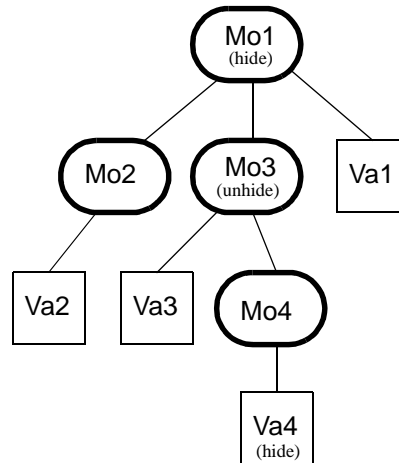 Mo1
(hide)
Mo2
Mo3
(unhide)
Va1
Va2
Va3
Mo4
Va4
(hide)